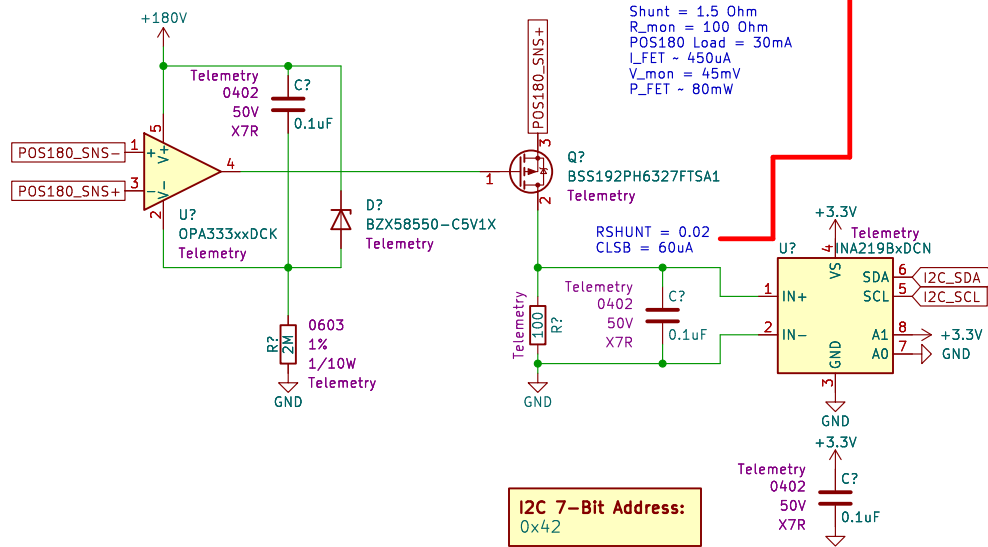 +180V
Shunt = 1.5 Ohm
R_mon = 100 Ohm
POS180 Load = 30mA
I_FET ~ 450uA
V_mon = 45mV
P_FET ~ 80mW
Telemetry
0402
50V
X7R
C?
0.1uF
POS180_SNS+
POS180_SNS-
1
+
5
V+
4
POS180_SNS+
3
-
V-
2
U?
OPA333xxDCK
Telemetry
D?
BZX58550-C5V1X
Telemetry
3
1
2
Q?
BSS192PH6327FTSA1
Telemetry
RSHUNT = 0.02
CLSB = 60uA
R?
2M
0603
1%
1/10W
Telemetry
GND
Telemetry
100
R?
GND
Telemetry
0402
50V
X7R
C?
0.1uF
+3.3V
4
Telemetry
U?
INA219BxDCN
VS
1
IN+
2
IN-
SDA
6
I2C_SDA
SCL
5
I2C_SCL
A1
8
+3.3V
A0
7
GND
GND
3
GND
+3.3V
Telemetry
0402
50V
X7R
C?
0.1uF
I2C 7-Bit Address:
0x42